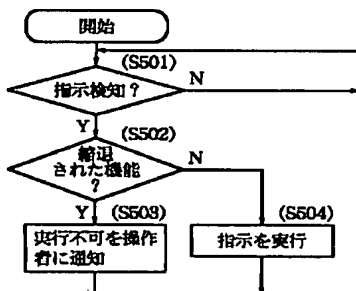 開始
(S501)
指示検知?
N
Y
(S502)
縮退
された機能
?
N
Y
(S503)
実行不可を操作
者に通知
(S504)
指示を実行